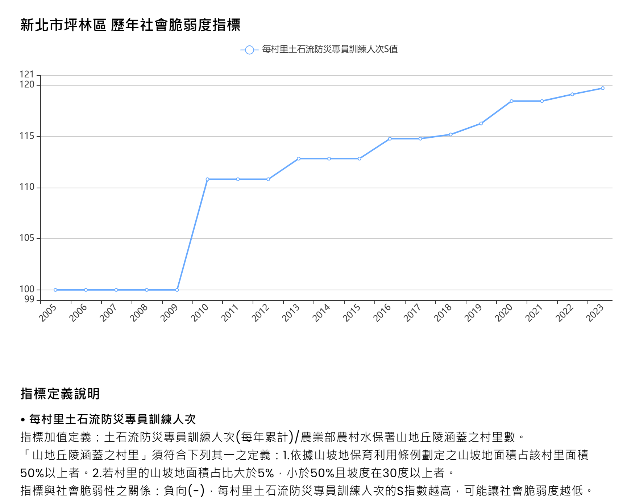 新北市坪林區 歷年社會脆弱度指標
每村里土石流防災專員訓練人次S值
121
120
115
110
105
100
99
2005 2006 2007 2008 2009 2010 2011 2012 2013 2014 2015 2016 2017 2018 2019 2020 2021 2022 2023
指標定義說明
• 每村里土石流防災專員訓練人次
指標加值定義：土石流防災專員訓練人次(每年累計)/農業部農村水保署山地丘陵涵蓋之村里數。
「山地丘陵涵蓋之村里」須符合下列其一之定義：1.依據山坡地保育利用條例劃定之山坡地面積占該村里面積
50%以上者。2.若村里的山坡地面積占比大於5%，小於50%且坡度在30度以上者。
指標與社會脆弱性之關係：負向(-)，每村里土石流防災專員訓練人次的S指數越高，可能讓社會脆弱度越低。